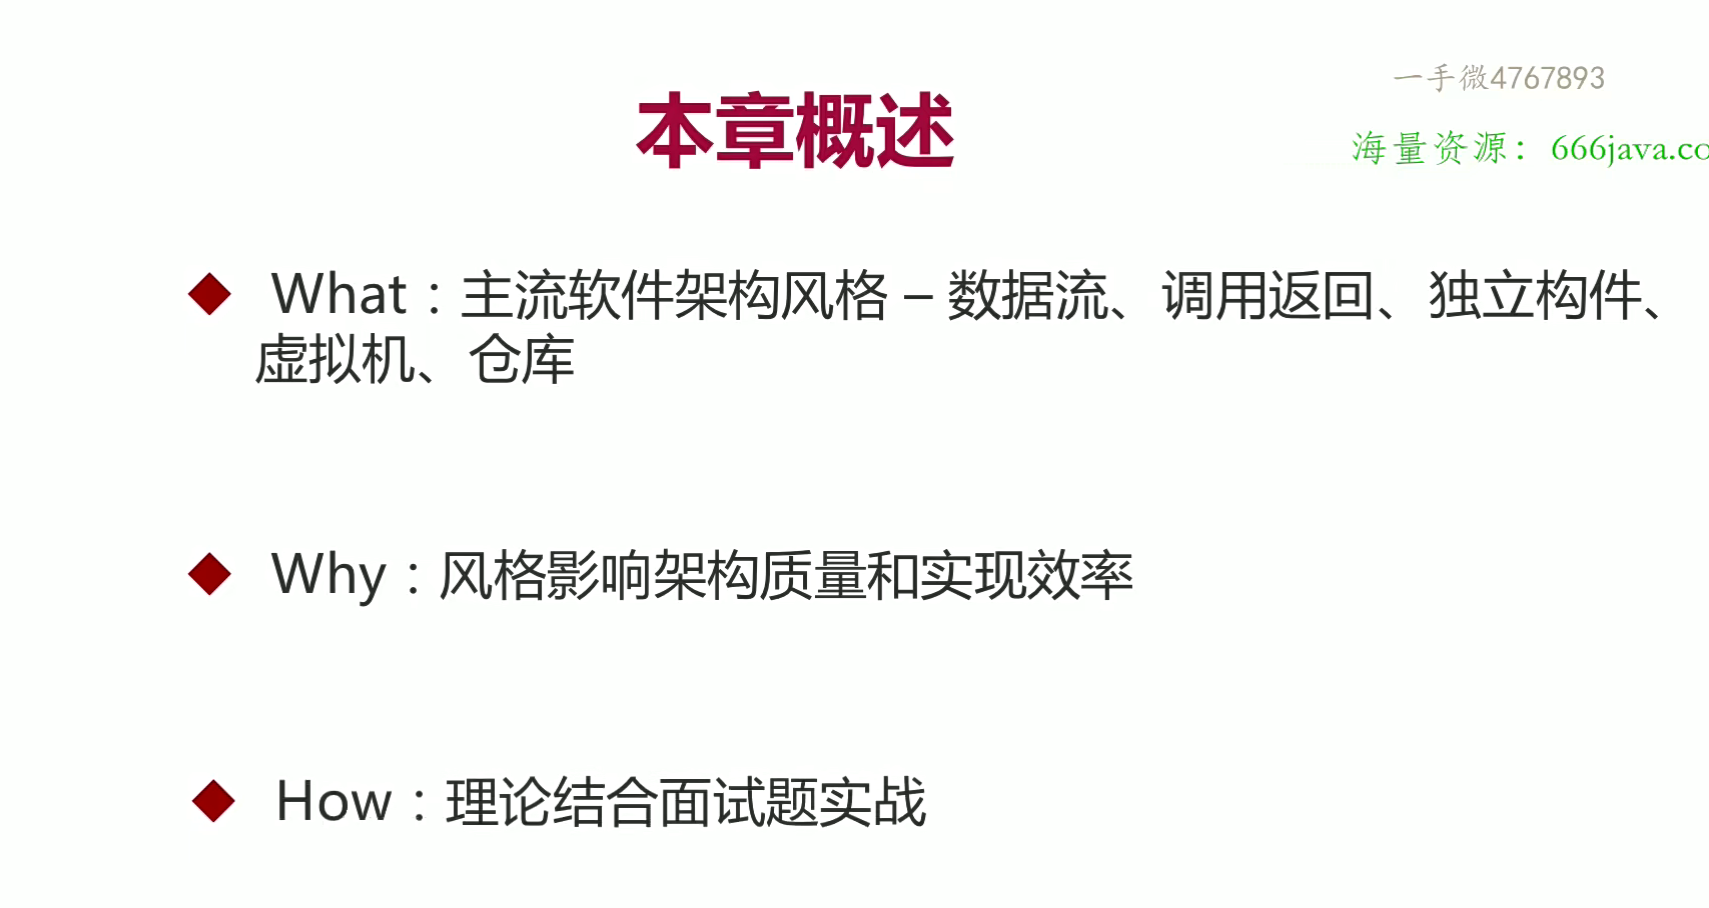 一手微4767893
本章概述
海量资源：666java.co
What：主流软件架构风格 – 数据流、调用返回、独立构件、
虚拟机、仓库
Why：风格影响架构质量和实现效率
How：理论结合面试题实战